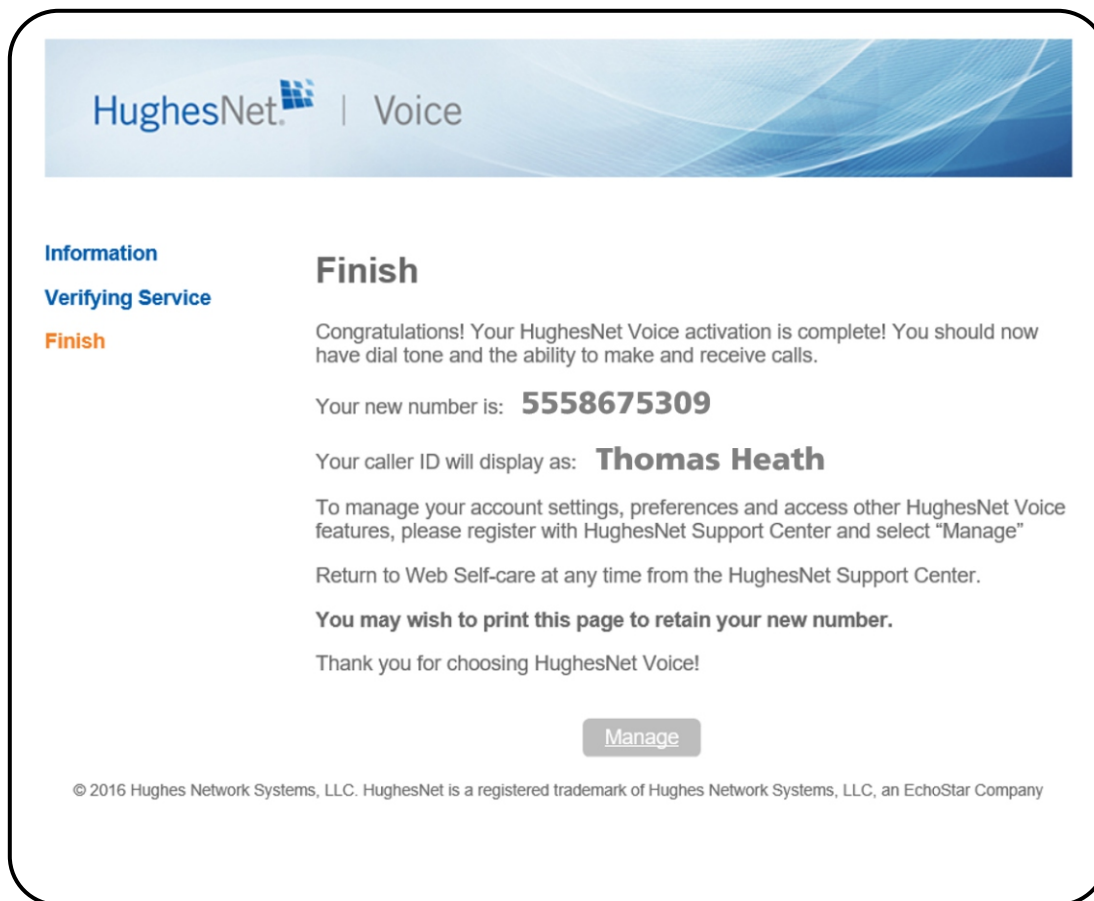 HughesNet. | Voice
Information
Verifying Service
Finish
Finish
Congratulations! Your HughesNet Voice activation is complete! You should now
have dial tone and the ability to make and receive calls.
Your new number is: 5558675309
Your caller ID will display as: Thomas Heath
To manage your account settings, preferences and access other HughesNet Voice
features, please register with HughesNet Support Center and select “Manage”
Return to Web Self-care at any time from the HughesNet Support Center.
You may wish to print this page to retain your new number.
Thank you for choosing HughesNet Voice!
Manage
© 2016 Hughes Network Systems, LLC. HughesNet is a registered trademark of Hughes Network Systems, LLC, an EchoStar Company